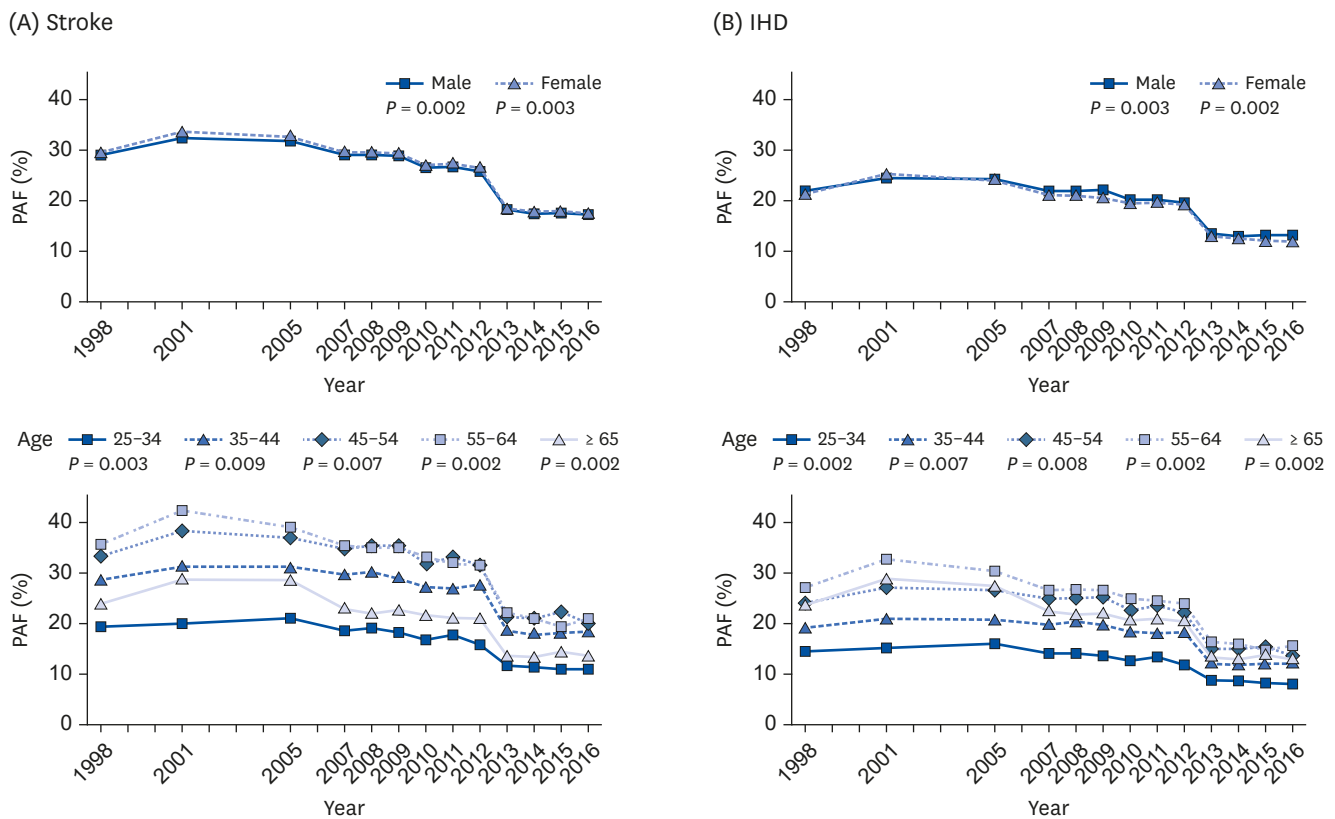 (A) Stroke
Male Female
P = 0.002 P = 0.003
PAF (%)
40
30
20
10
0
1998 2001 2005 2007 2008 2009 2010 2011 2012 2013 2014 2015 2016
Year
Age 25–34 35–44 45–54 55–64 ≥ 65
P = 0.003 P = 0.009 P = 0.007 P = 0.002 P = 0.002
PAF (%)
40
30
20
10
0
1998 2001 2005 2007 2008 2009 2010 2011 2012 2013 2014 2015 2016
Year
(B) IHD
Male Female
P = 0.003 P = 0.002
PAF (%)
40
30
20
10
0
1998 2001 2005 2007 2008 2009 2010 2011 2012 2013 2014 2015 2016
Year
Age 25–34 35–44 45–54 55–64 ≥ 65
P = 0.002 P = 0.007 P = 0.008 P = 0.002 P = 0.002
PAF (%)
40
30
20
10
0
1998 2001 2005 2007 2008 2009 2010 2011 2012 2013 2014 2015 2016
Year